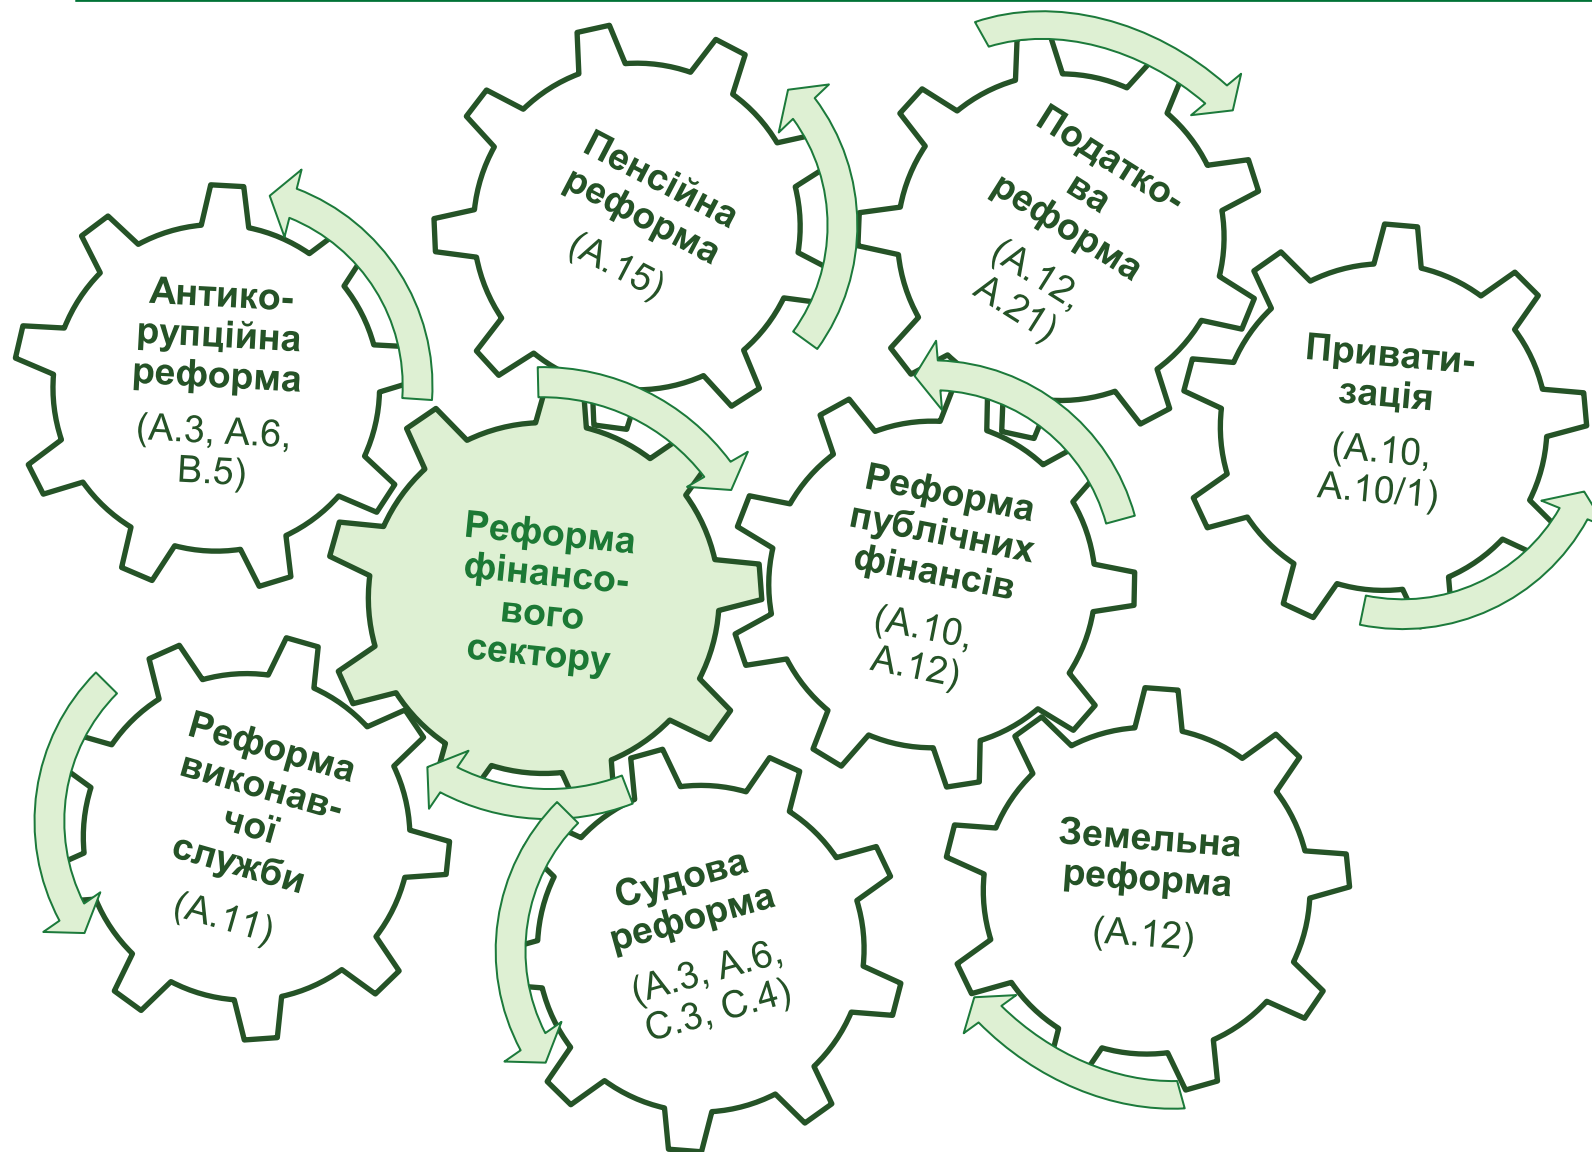 Пенсійна
реформа
(А.15)
Податко-
ва
реформа
(А.12,
А.21)
Антико-
рупційна
реформа
(А.3, А.6,
В.5)
Привати-
зація
(А.10,
А.10/1)
Реформа
фінансо-
вого
сектору
Реформа
публічних
фінансів
(А.10,
А.12)
Реформа
виконав-
чої
служби
(А.11)
Судова
реформа
(А.3, А.6,
С.3, С.4)
Земельна
реформа
(А.12)